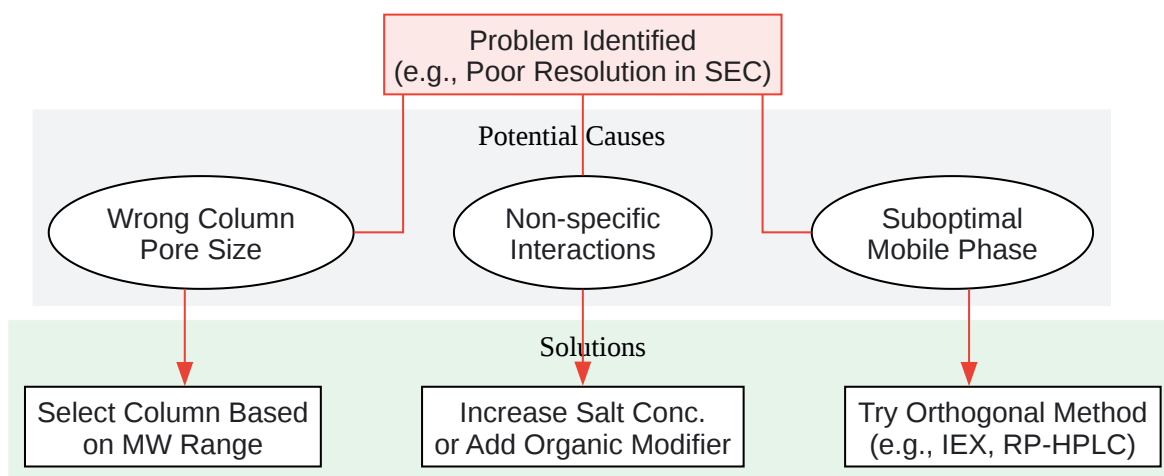 Problem Identified
(e.g., Poor Resolution in SEC)
Potential Causes
Wrong Column
Pore Size
Non-specific
Interactions
Suboptimal
Mobile Phase
Solutions
Select Column Based
on MW Range
Increase Salt Conc.
or Add Organic Modifier
Try Orthogonal Method
(e.g., IEX, RP-HPLC)